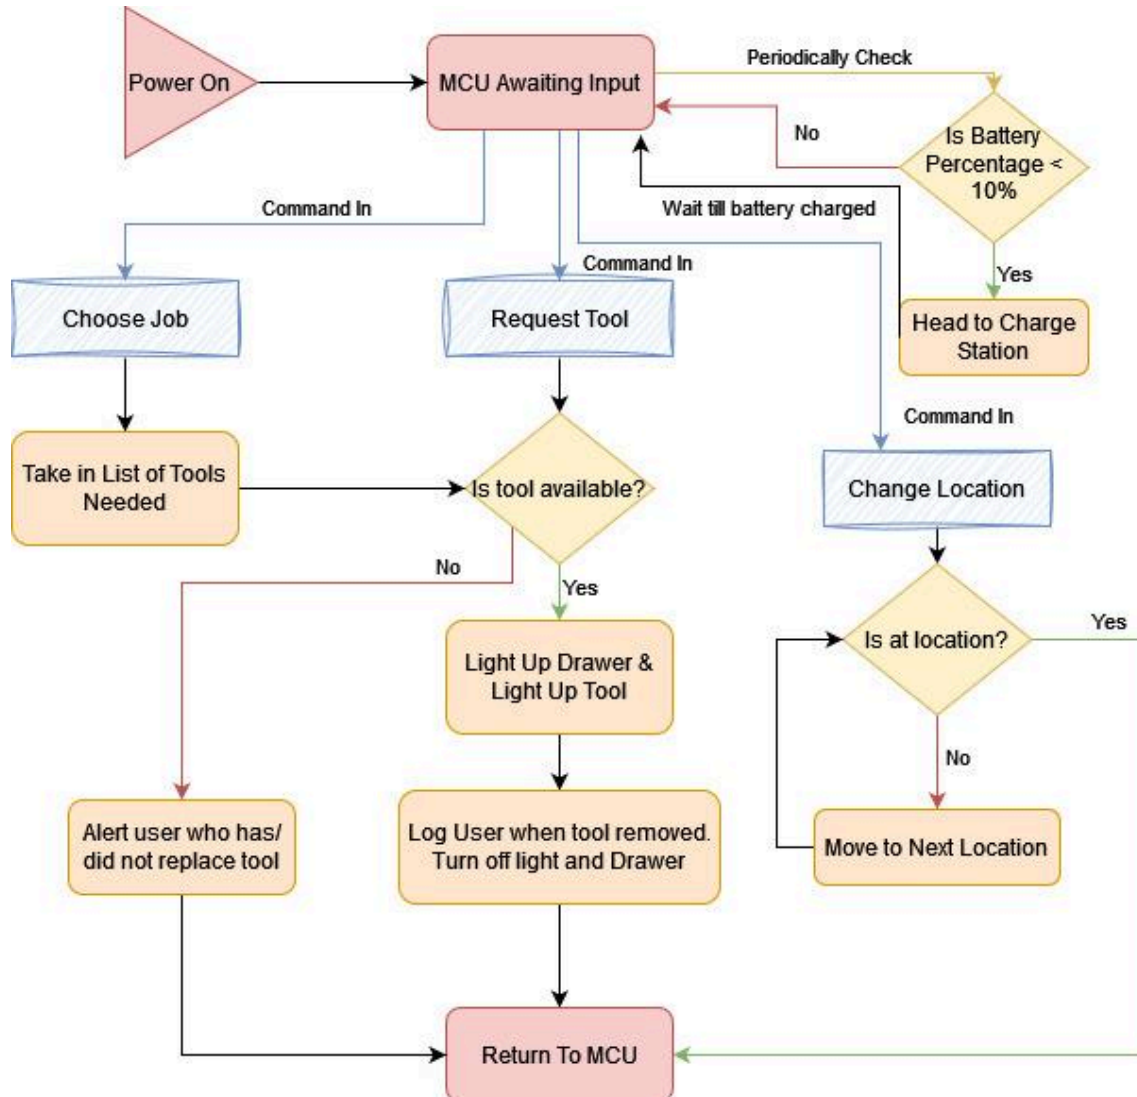 Power On
MCU Awaiting Input
Periodically Check
No
Is Battery
Percentage <
10%
Wait till battery charged
Command In
Command In
Yes
Choose Job
Request Tool
Head to Charge
Station
Command In
Take in List of Tools
Needed
Is tool available?
Change Location
No
Yes
Is at location?
Yes
Light Up Drawer &
Light Up Tool
No
Alert user who has/
did not replace tool
Log User when tool removed.
Turn off light and Drawer
Move to Next Location
Return To MCU